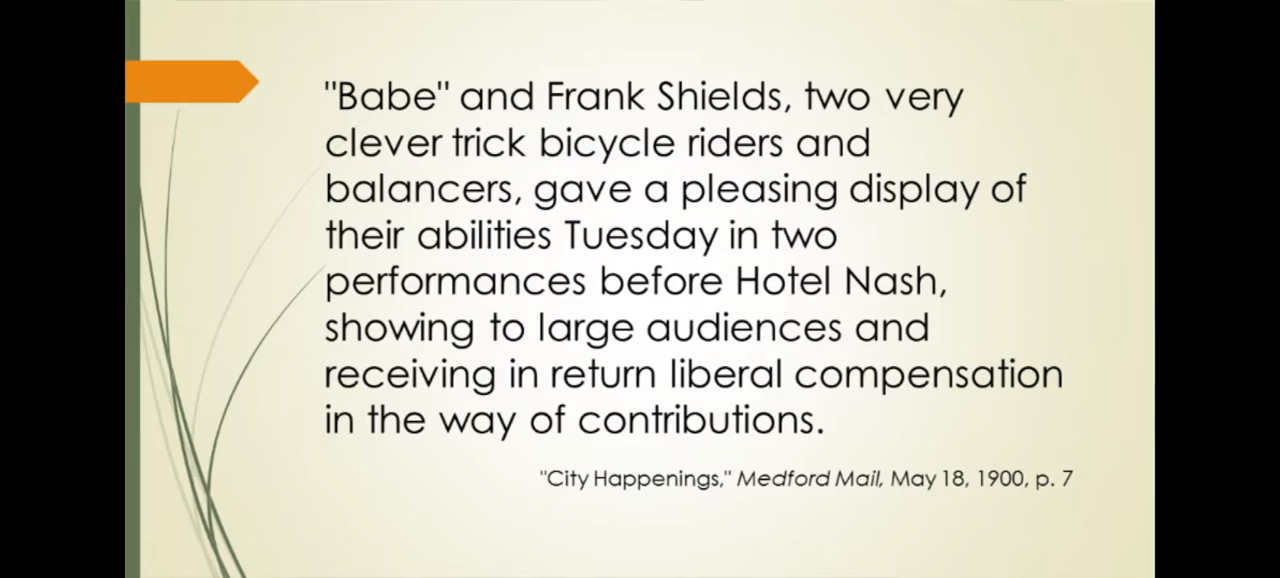 "Babe" and Frank Shields, two very
clever trick bicycle riders and
balancers, gave a pleasing display of
their abilities Tuesday in two
performances before Hotel Nash,
showing to large audiences and
receiving in return liberal compensation
in the way of contributions.
"City Happenings," Medford Mail, May 18, 1900, p. 7